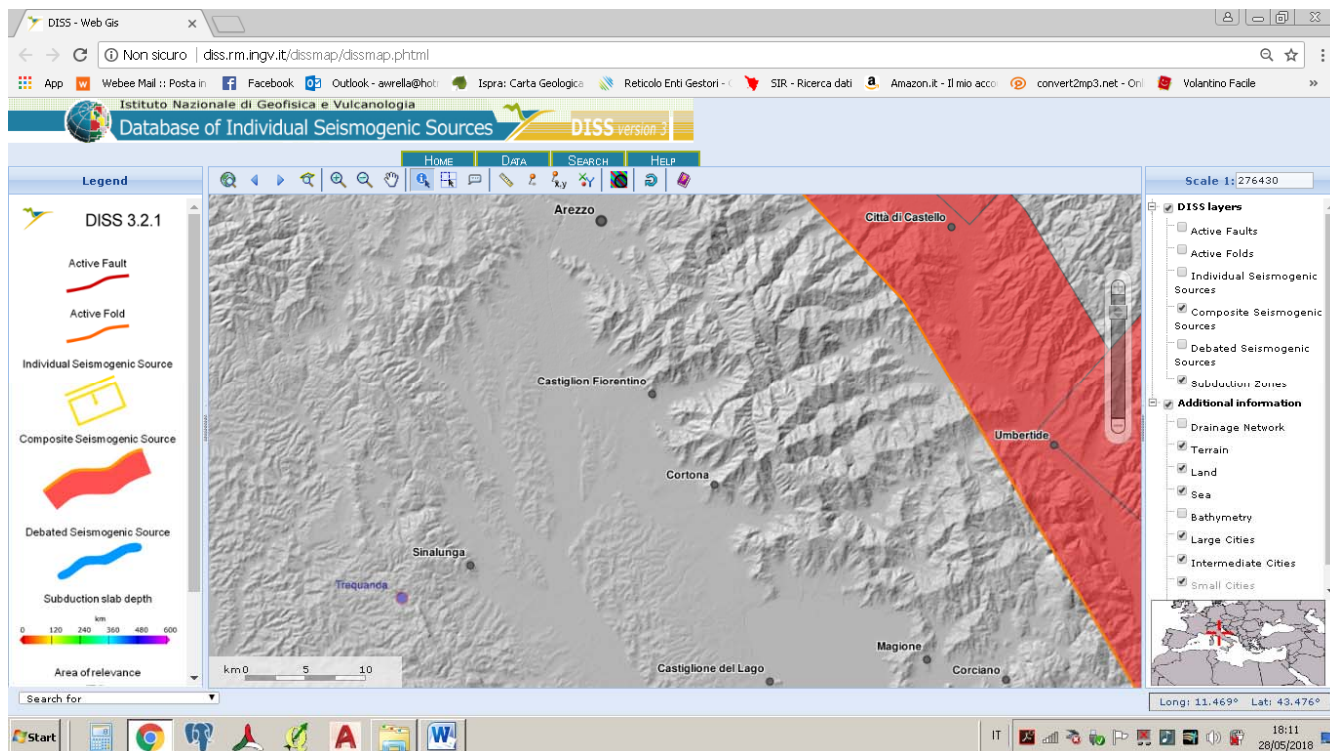 DISS - Web Gis
Non sicuro | diss.rm.ingv.it/dissmap/dissmap.phtml
App Webee Mail :: Posta in Facebook Outlook - awrella@hot Ispra: Carta Geologica Reticolo Enti Gestori - SIR - Ricerca dati Amazon.it - Il mio acco convert2mp3.net - Onl Volantino Facile »
Istituto Nazionale di Geofisica e Vulcanologia
Database of Individual Seismogenic Sources
DISS version 3
HOME DATA SEARCH HELP
Legend
DISS 3.2.1
Active Fault
Active Fold
Individual Seismogenic Source
Composite Seismogenic Source
Debated Seismogenic Source
Subduction slab depth
km
0 120 240 360 480 600
Area of relevance
Search for
x,y
Arezzo
Città di Castello
Castiglion Fiorentino
Umbertide
Cortona
Sinalunga
Trequanda
Magione
Castiglione del Lago
Corciano
km 0 5 10
Scale 1: 276430
DISS layers
Active Faults
Active Folds
Individual Seismogenic
Sources
Composite Seismogenic
Sources
Debated Seismogenic
Sources
Subduction Zones
Additional information
Drainage Network
Terrain
Land
Sea
Bathymetry
Large Cities
Intermediate Cities
Small Cities
Long: 11.469° Lat: 43.476°
Start
IT
18:11
28/05/2018